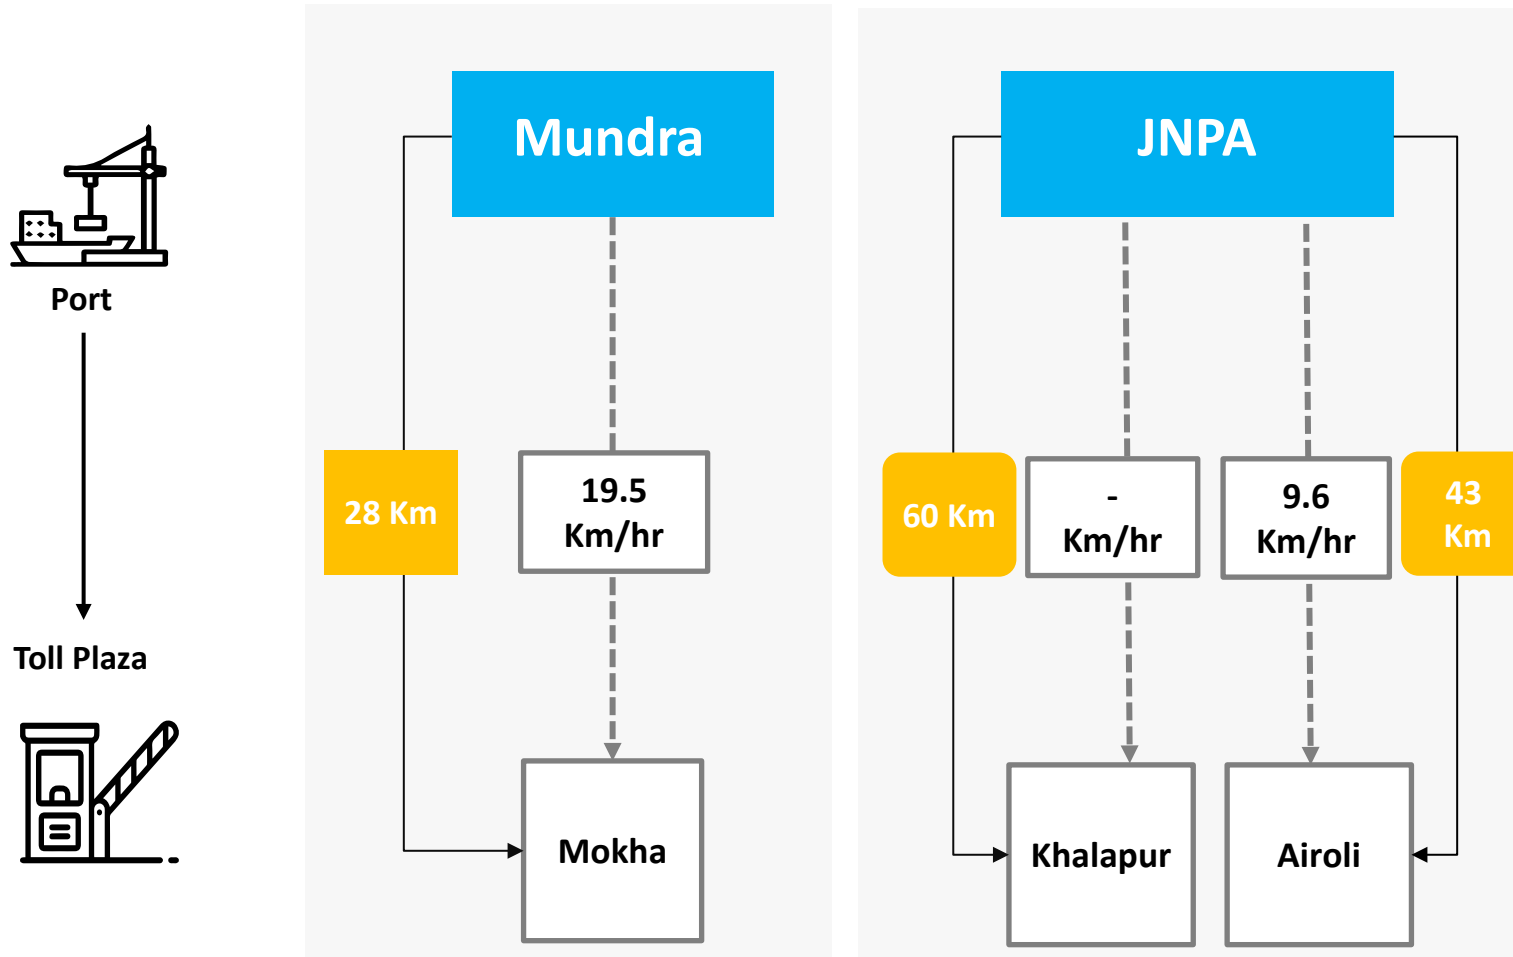 Port
Toll Plaza
Mundra
28 Km
19.5
Km/hr
Mokha
JNPA
60 Km
-
Km/hr
9.6
Km/hr
43
Km
Khalapur
Airoli